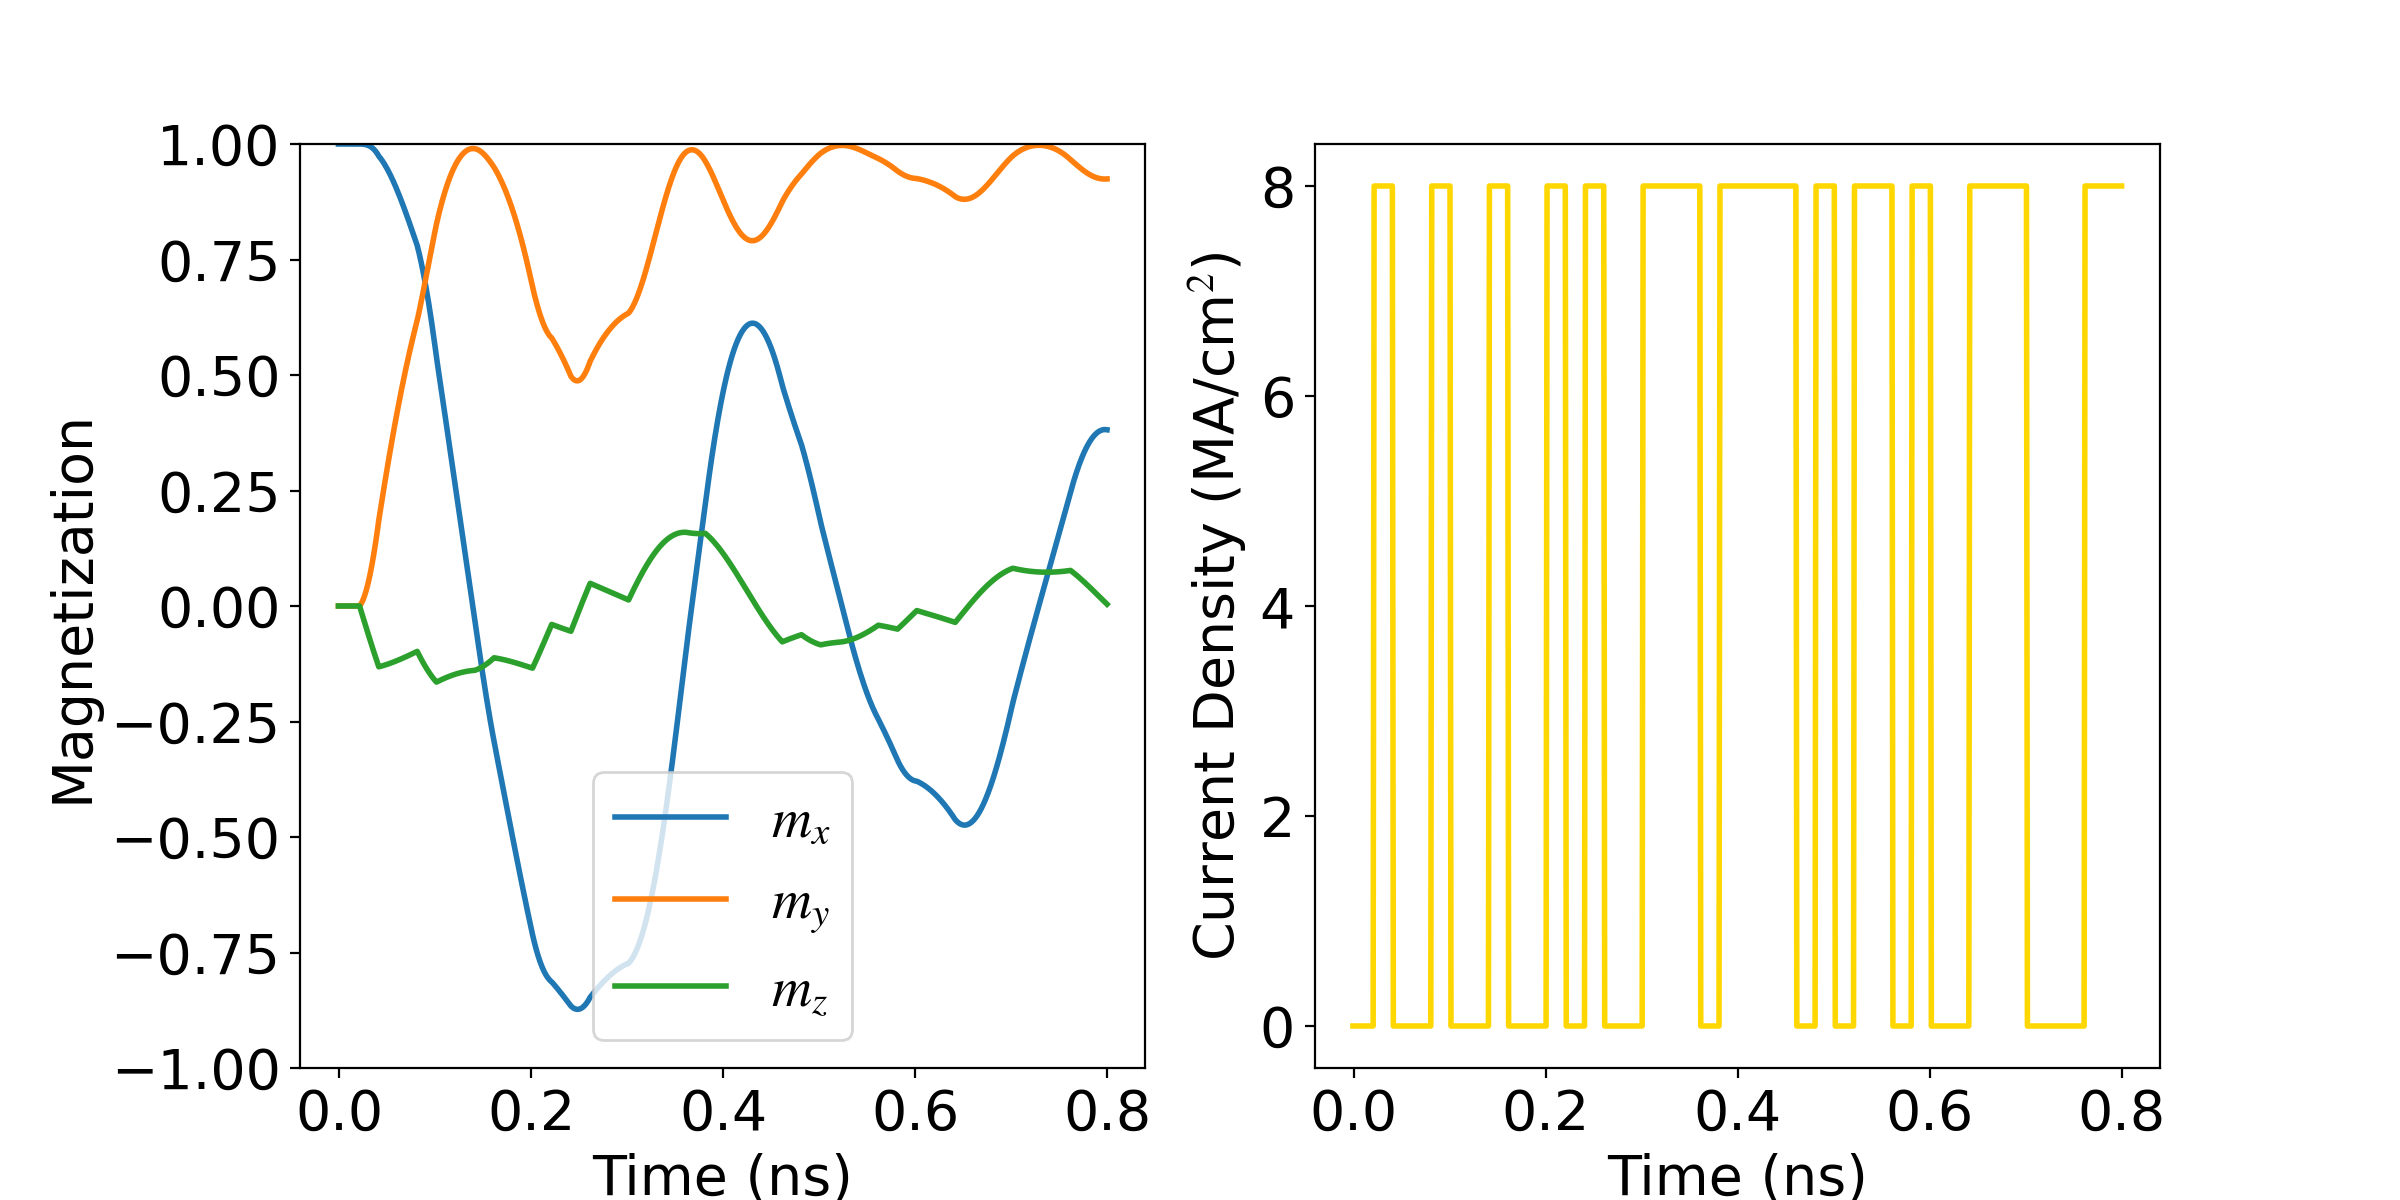 1.00
0.75
0.50
0.25
0.00
−0.25
−0.50
−0.75
−1.00
Magnetization
0.0 0.2 0.4 0.6 0.8
Time (ns)
m_x
m_y
m_z
8
6
4
2
0
Current Density (MA/cm²)
0.0 0.2 0.4 0.6 0.8
Time (ns)